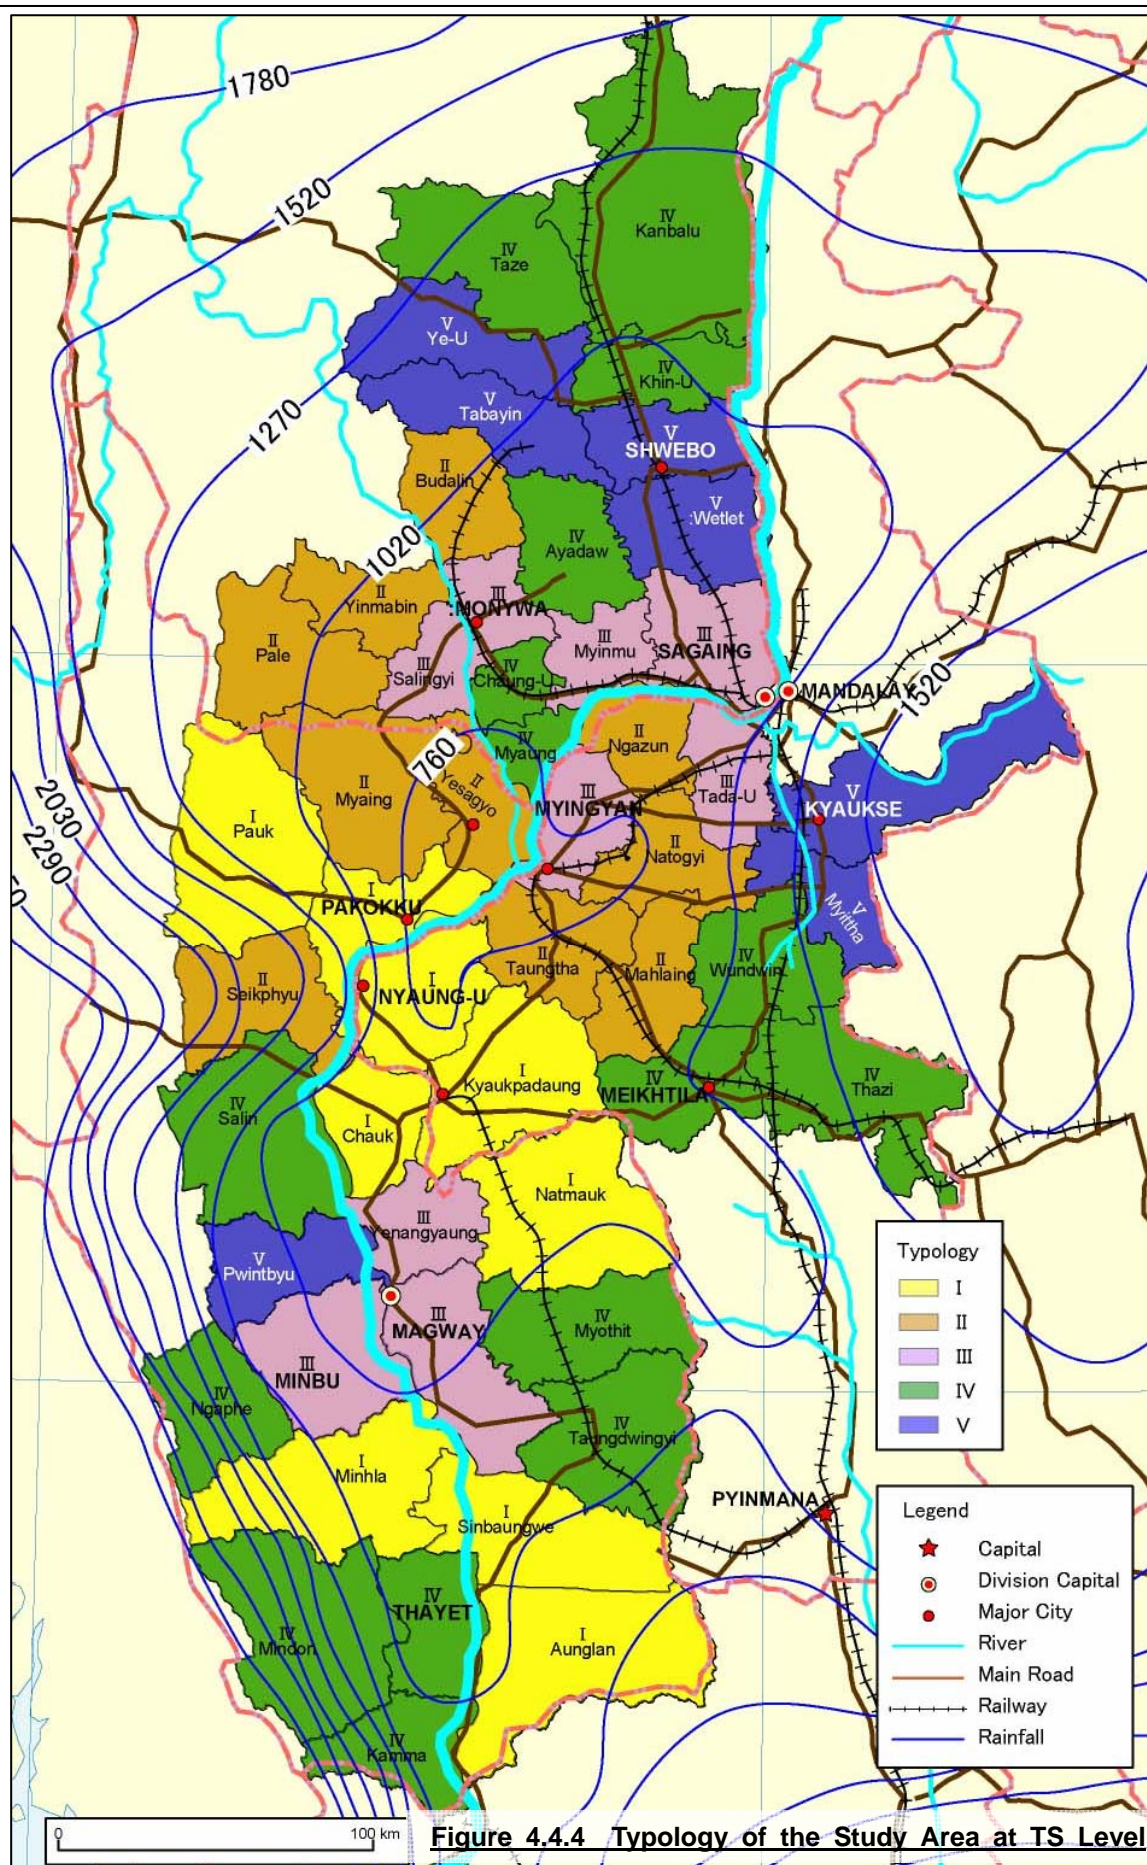 1780
1520
Ⅳ
Kanbalu
Ⅳ
Taze
Ⅴ
Ye-U
Ⅳ
Khin-U
1270
Ⅴ
Tabayin
Ⅴ
SHWEBO
Ⅱ
Budalin
Ⅴ
:Wetlet
Ⅳ
Ayadaw
1020
Ⅱ
Yinmabin
Ⅲ
:MONYWA
Ⅱ
Pale
Ⅲ
Myinmu
Ⅲ
SAGAING
Ⅲ
Salingyi
Ⅳ
Chaung-U
MANDALAY
1520
Ⅳ
Myaung
Ⅱ
Ngazun
760
Ⅱ
Yesagyo
Ⅱ
Myaing
Ⅲ
MYINGYAN
Ⅲ
Tada-U
Ⅴ
KYAUKSE
2030
2290
Ⅰ
Pauk
Ⅱ
Natogyi
Ⅰ
PAKOKKU
Ⅴ
Myittha
Ⅱ
Seikphyu
Ⅰ
NYAUNG-U
Ⅱ
Taungtha
Ⅱ
Mahlaing
Ⅳ
Wundwin
Ⅰ
Kyaukpadaung
Ⅳ
MEIKHTILA
Ⅳ
Thazi
Ⅳ
Salin
Ⅰ
Chauk
Ⅰ
Natmauk
Ⅲ
Yenangyaung
Ⅴ
Pwintbyu
Ⅲ
MAGWAY
Ⅳ
Myothit
Ⅲ
MINBU
Ⅳ
Ngaphe
Ⅳ
Taungdwingyi
Ⅰ
Minhla
Ⅰ
Sinbaungwe
PYINMANA
Ⅳ
THAYET
Ⅳ
Mindon
Ⅰ
Aunglan
Ⅳ
Kamma
Typology
Ⅰ
Ⅱ
Ⅲ
Ⅳ
Ⅴ
Legend
Capital
Division Capital
Major City
River
Main Road
Railway
Rainfall
0 100 km
Figure 4.4.4 Typology of the Study Area at TS Level